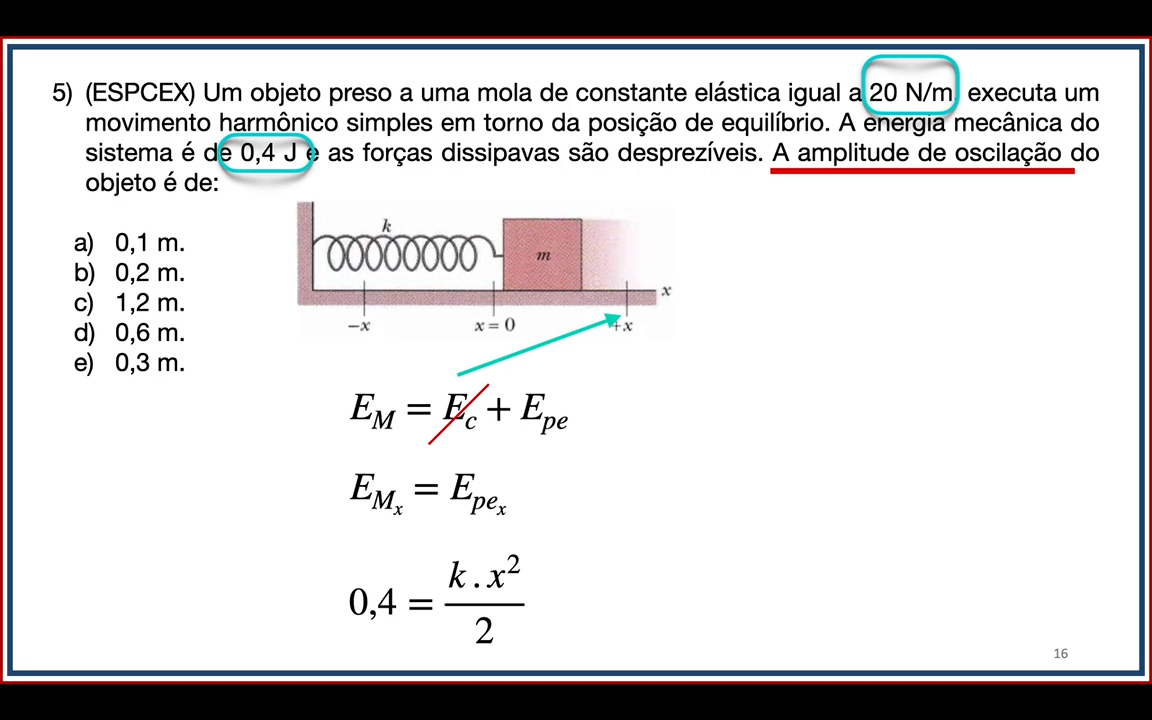 5) (ESPCEX) Um objeto preso a uma mola de constante elástica igual a 20 N/m executa um
movimento harmônico simples em torno da posição de equilíbrio. A energia mecânica do
sistema é de 0,4 J e as forças dissipavas são desprezíveis. A amplitude de oscilação do
objeto é de:
a) 0,1 m.
b) 0,2 m.
c) 1,2 m.
d) 0,6 m.
e) 0,3 m.
k
m
x
–x x = 0 +x
E_M = E_c + E_pe
E_Mx = E_pex
0,4 = k . x² / 2
16